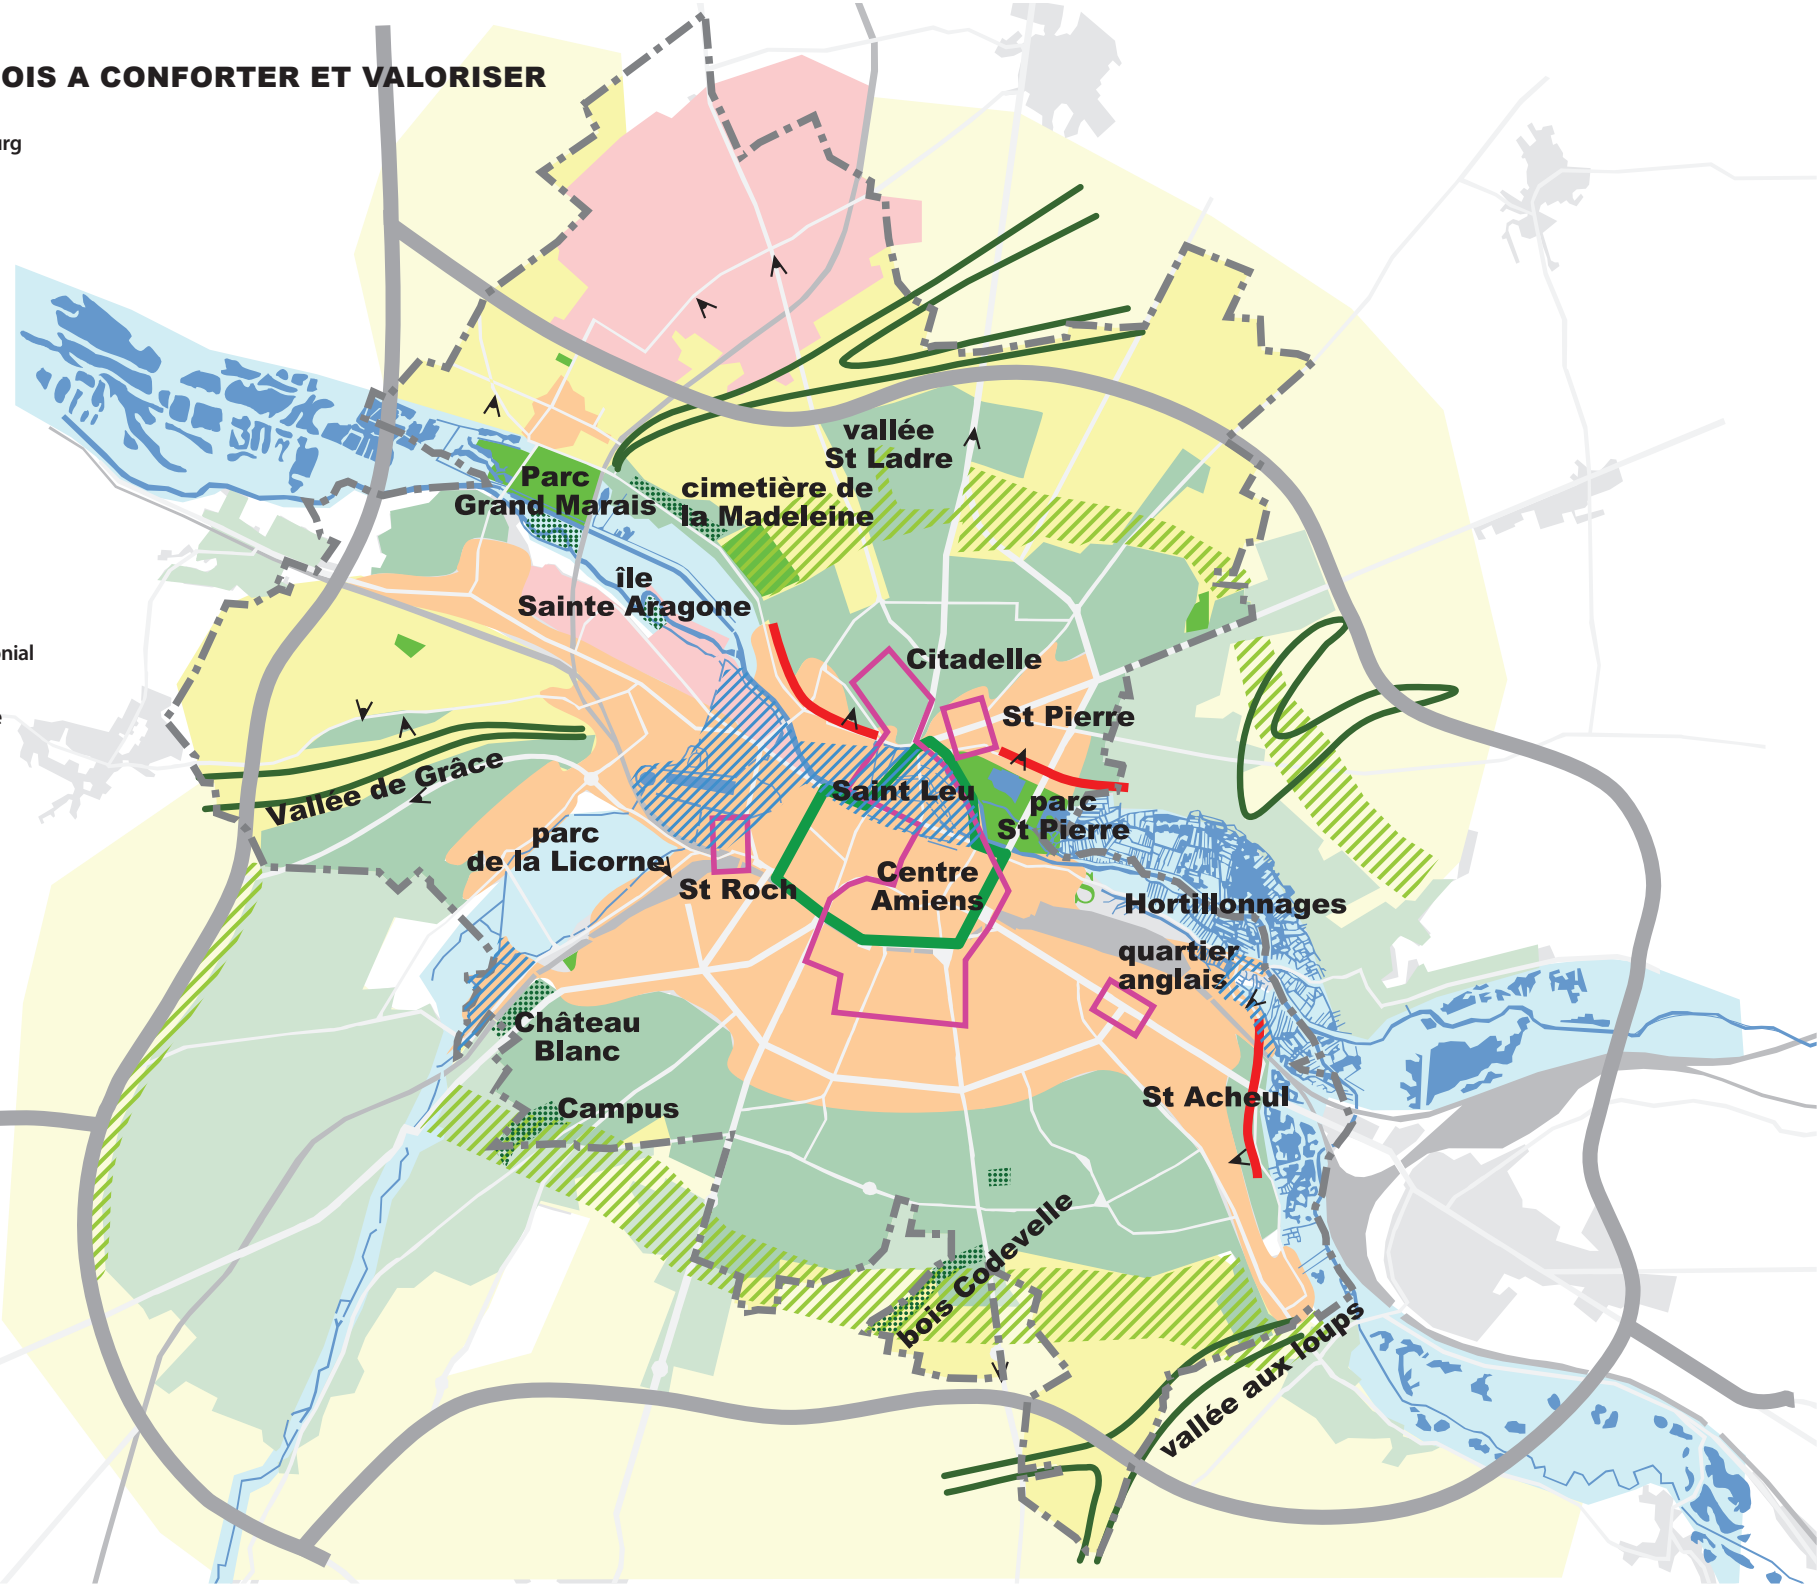 OIS A CONFORTER ET VALORISER
urg
vallée
St Ladre
Parc
Grand Marais
cimetière de
la Madeleine
île
Sainte Aragone
nial
Citadelle
St Pierre
e
Vallée de Grâce
Saint Leu
parc
St Pierre
parc
de la Licorne
St Roch
Centre
Amiens
S
Hortillonnages
quartier
anglais
Château
Blanc
Campus
St Acheul
bois Codevelle
vallée aux loups